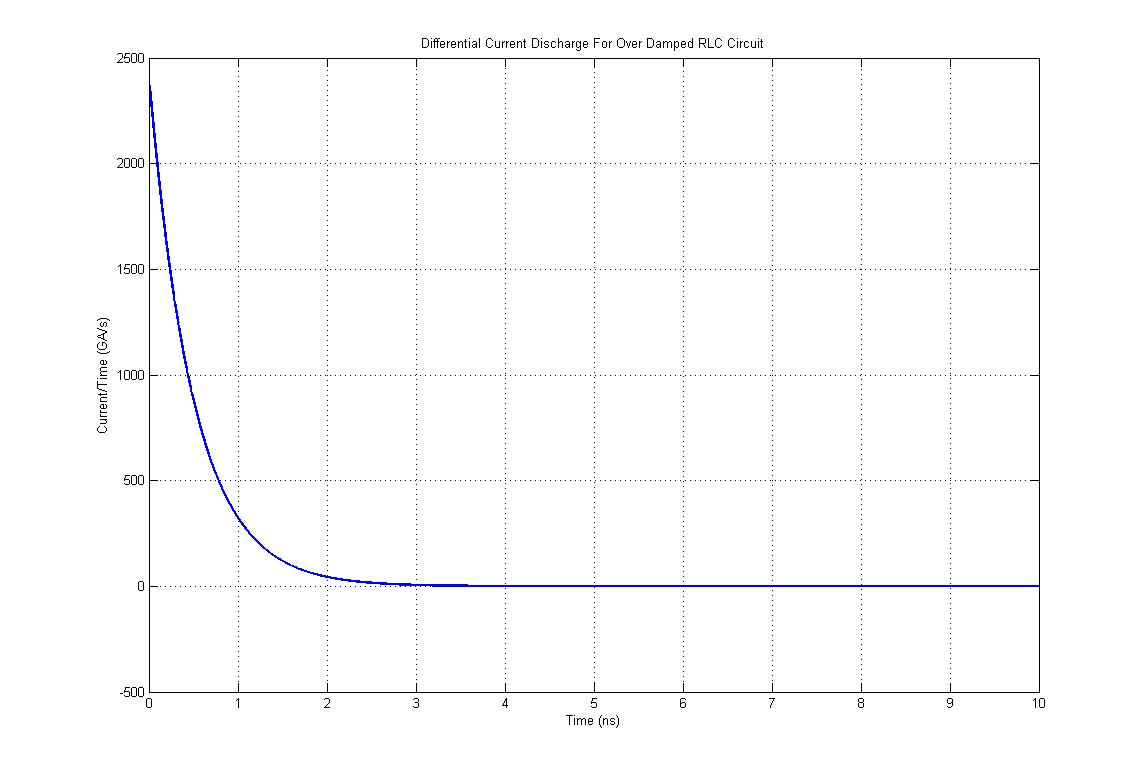 Differential Current Discharge For Over Damped RLC Circuit
2500
2000
1500
1000
500
0
-500
Current/Time (GA/s)
0 1 2 3 4 5 6 7 8 9 10
Time (ns)